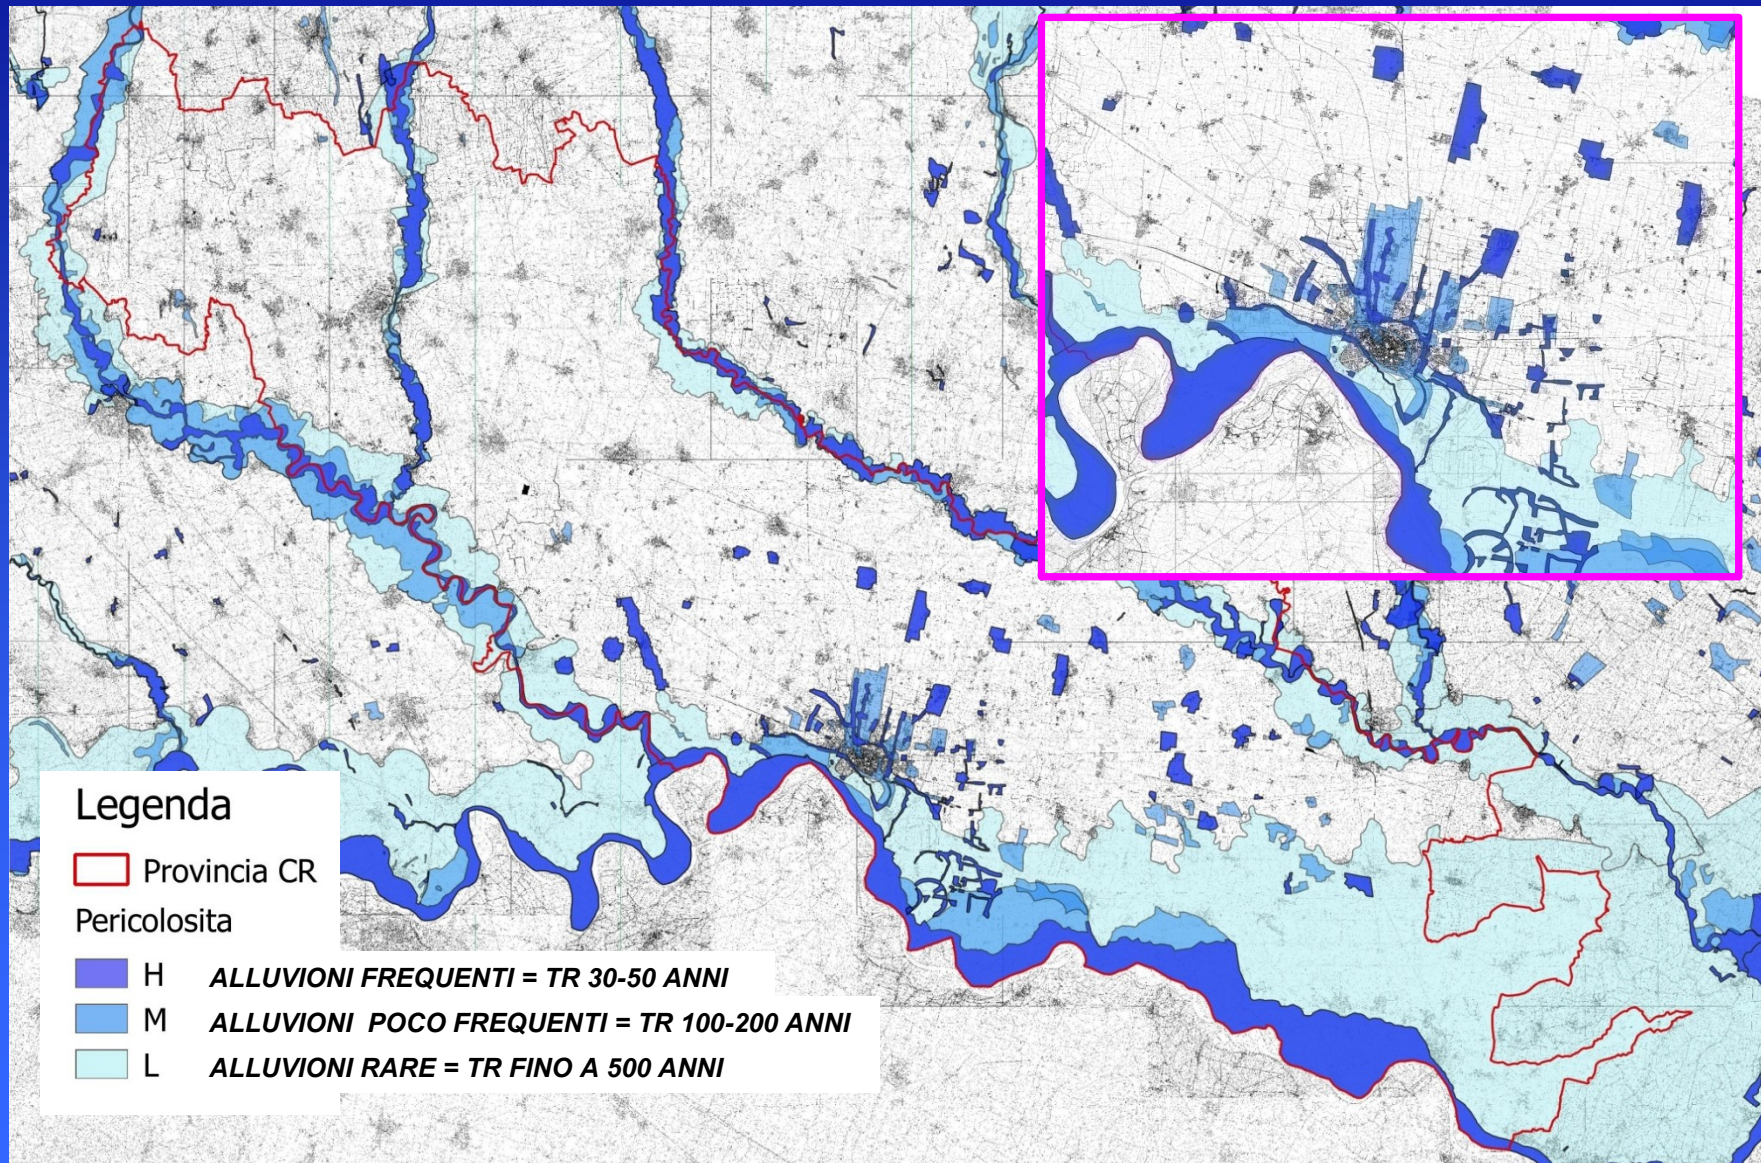 Legenda
Provincia CR
Pericolosita
H ALLUVIONI FREQUENTI = TR 30-50 ANNI
M ALLUVIONI POCO FREQUENTI = TR 100-200 ANNI
L ALLUVIONI RARE = TR FINO A 500 ANNI